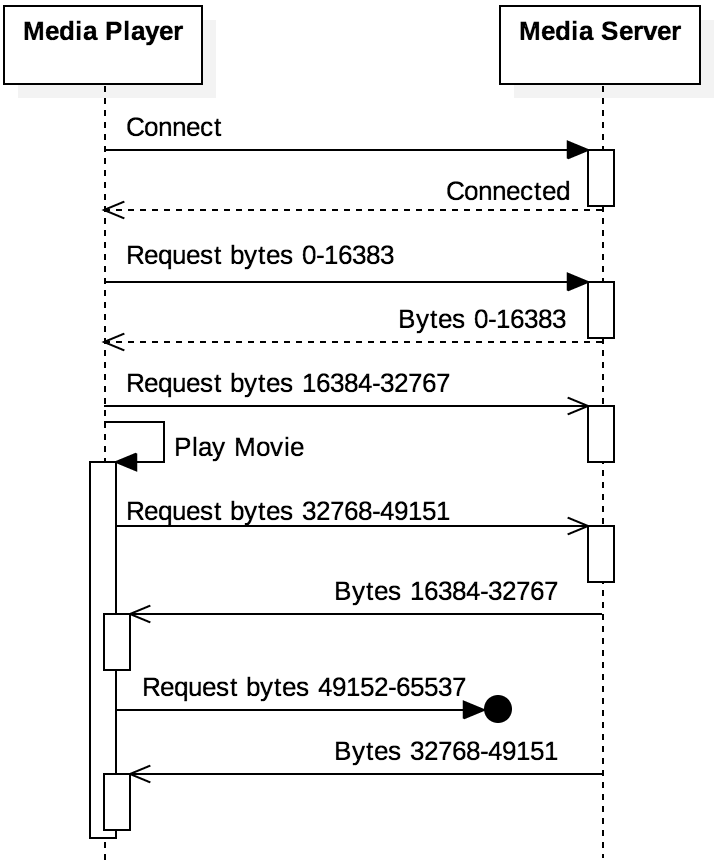 Media Player
Media Server
Connect
Connected
Request bytes 0-16383
Bytes 0-16383
Request bytes 16384-32767
Play Movie
Request bytes 32768-49151
Bytes 16384-32767
Request bytes 49152-65537
Bytes 32768-49151